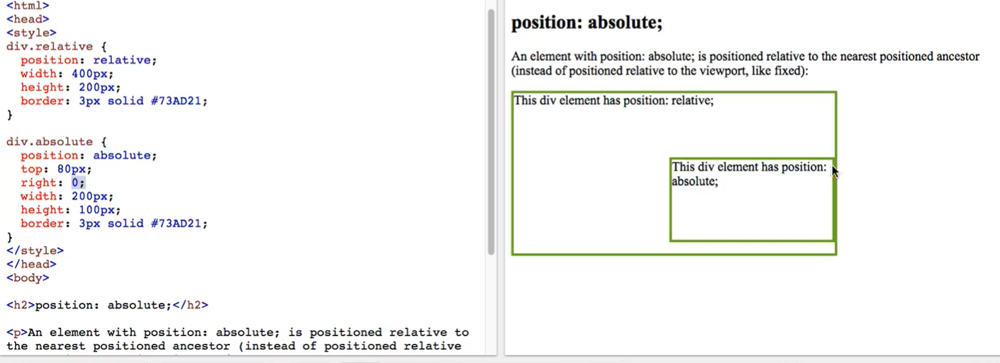 <html>
<head>
<style>
div.relative {
  position: relative;
  width: 400px;
  height: 200px;
  border: 3px solid #73AD21;
}

div.absolute {
  position: absolute;
  top: 80px;
  right: 0;
  width: 200px;
  height: 100px;
  border: 3px solid #73AD21;
}
</style>
</head>
<body>

<h2>position: absolute;</h2>

<p>An element with position: absolute; is positioned relative to
the nearest positioned ancestor (instead of positioned relative
position: absolute;
An element with position: absolute; is positioned relative to the nearest positioned ancestor
(instead of positioned relative to the viewport, like fixed):
This div element has position: relative;
This div element has position:
absolute;